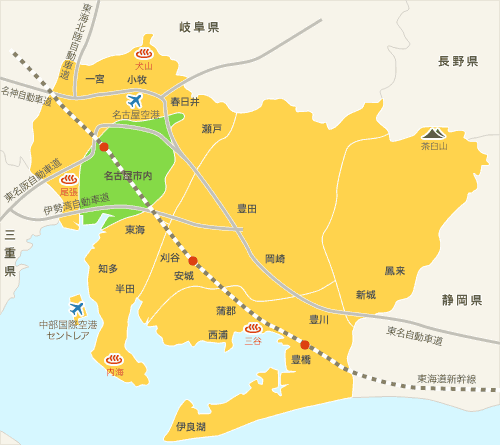 岐阜県
東海北陸自動車道
長野県
犬山
一宮
小牧
名神自動車道
春日井
名古屋空港
瀬戸
茶臼山
東名阪自動車道
名古屋市内
尾張
伊勢湾自動車道
豊田
東海
三重県
刈谷
岡崎
知多
安城
鳳来
半田
新城
静岡県
蒲郡
中部国際空港
セントレア
豊川
西浦
三谷
東名自動車道
豊橋
内海
東海道新幹線
伊良湖